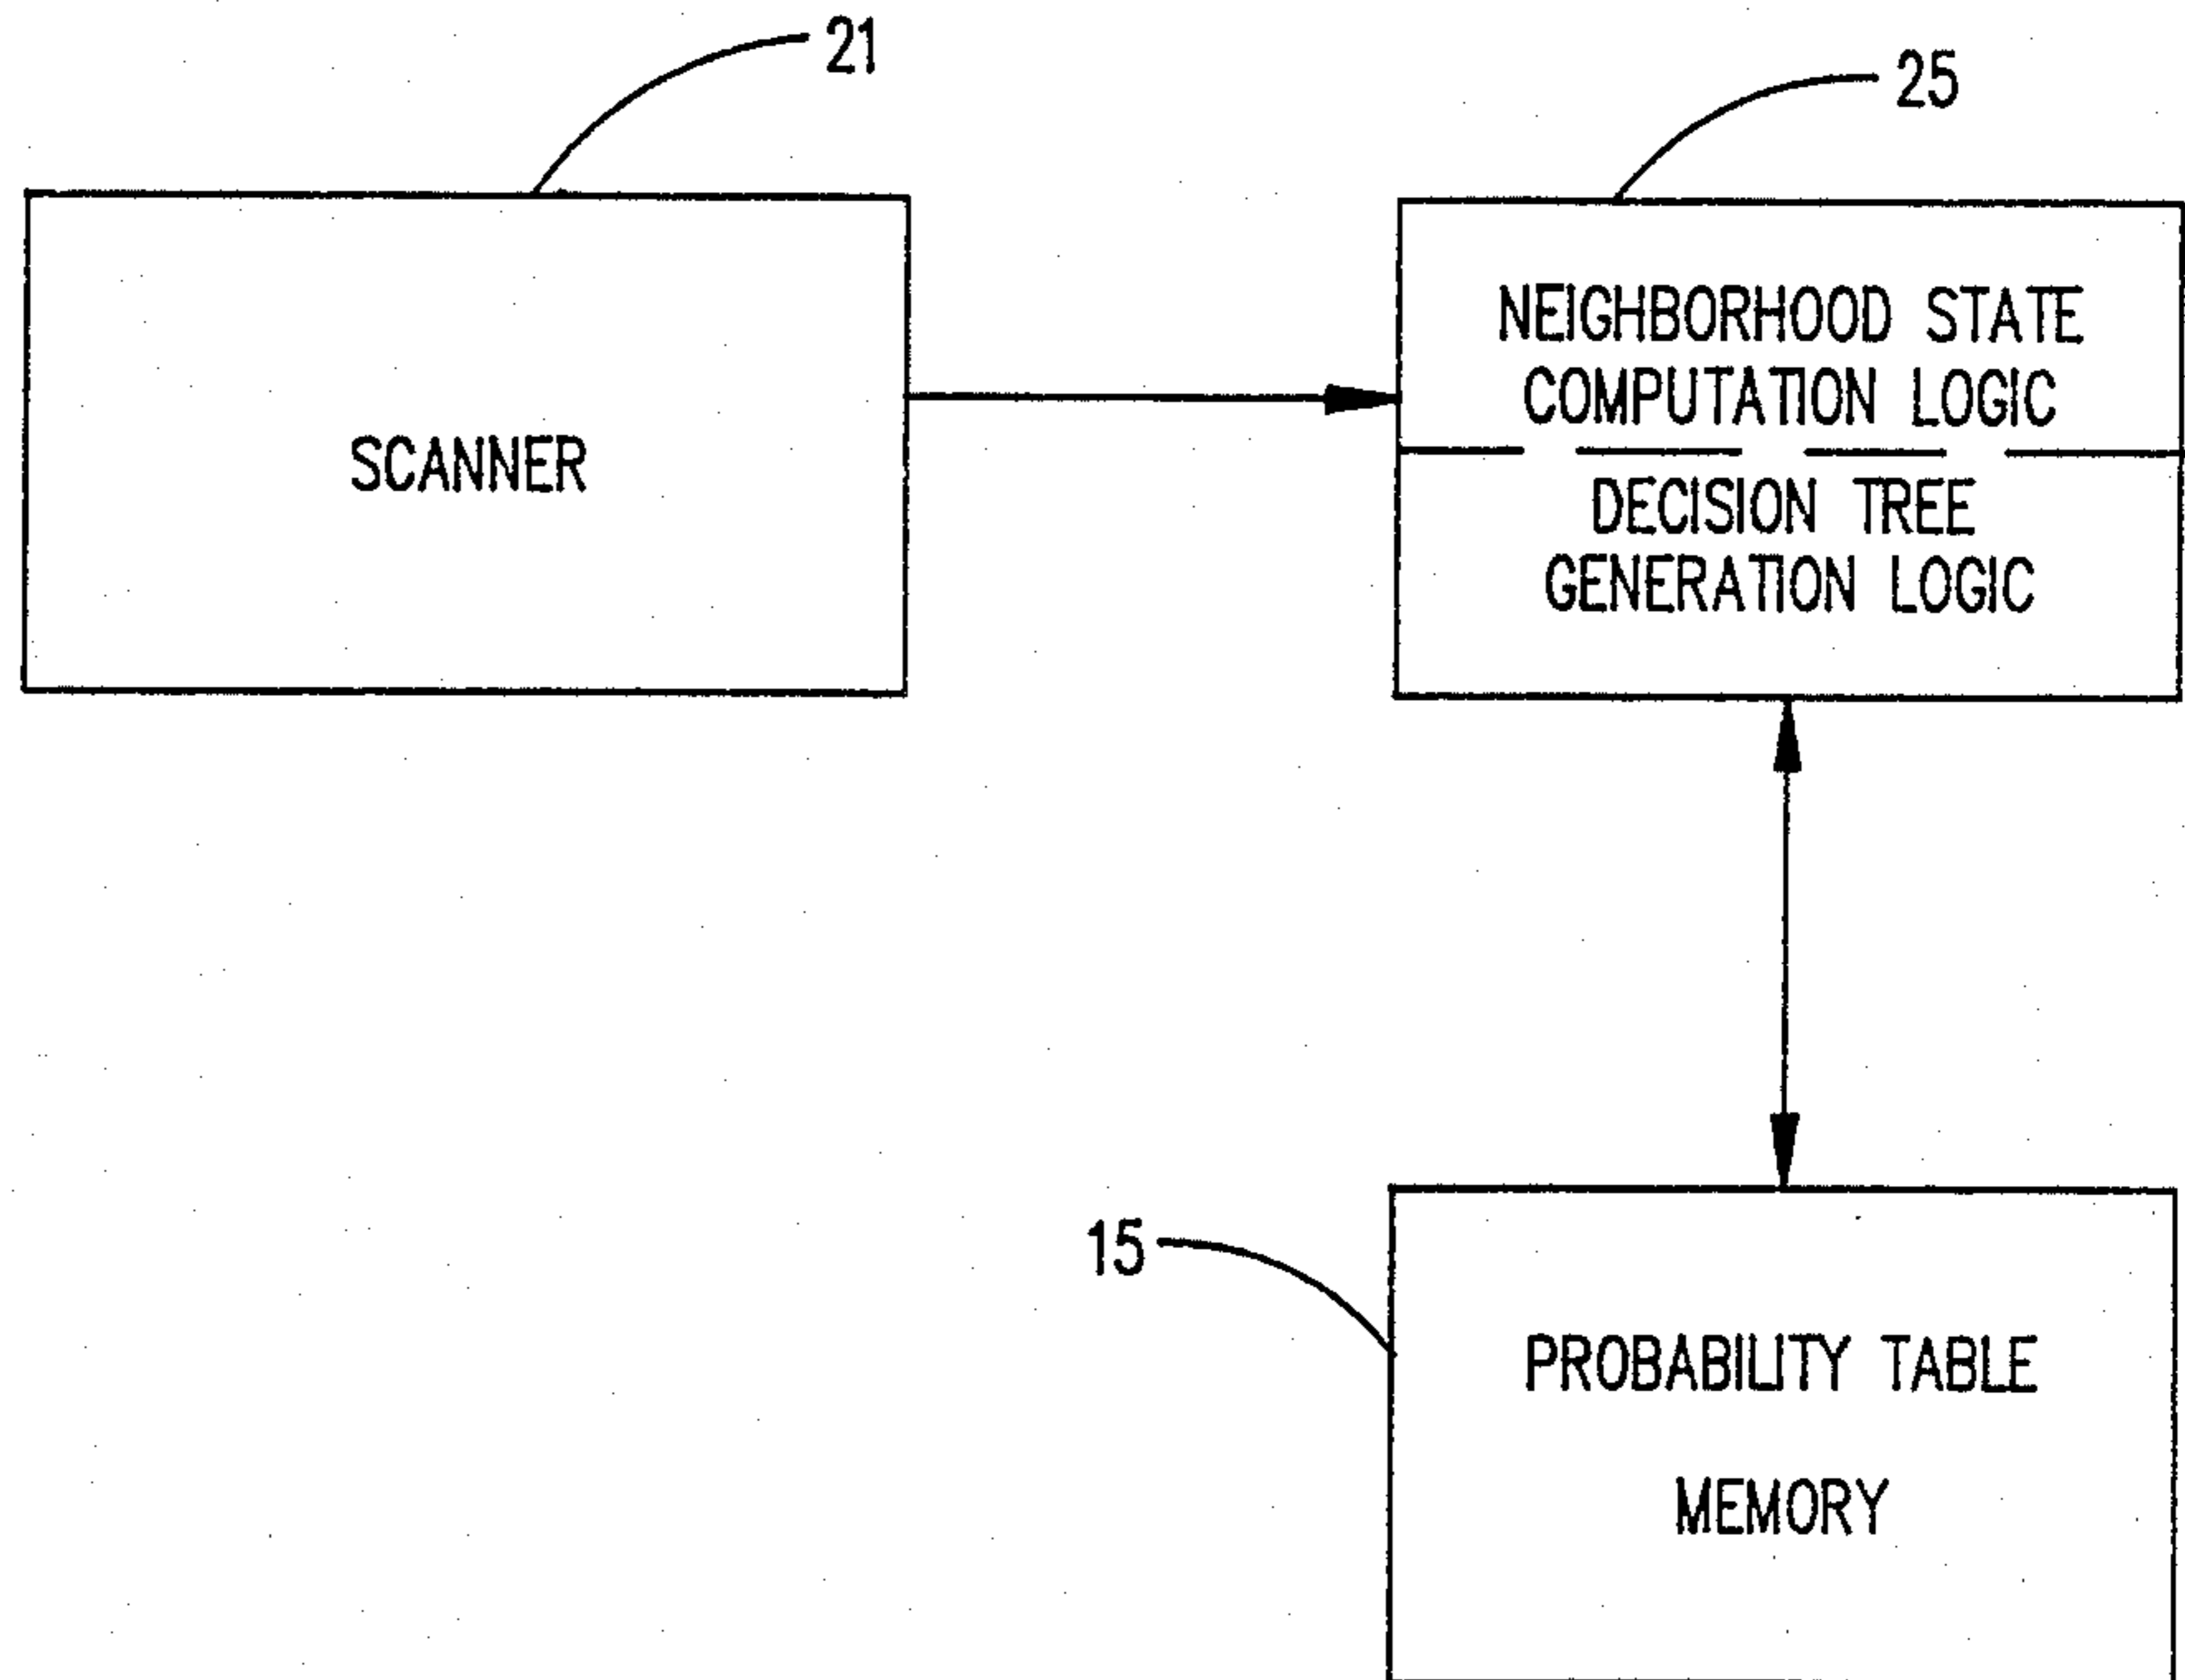 21
25
SCANNER
NEIGHBORHOOD STATE
COMPUTATION LOGIC
DECISION TREE
GENERATION LOGIC
15
PROBABILITY TABLE
MEMORY